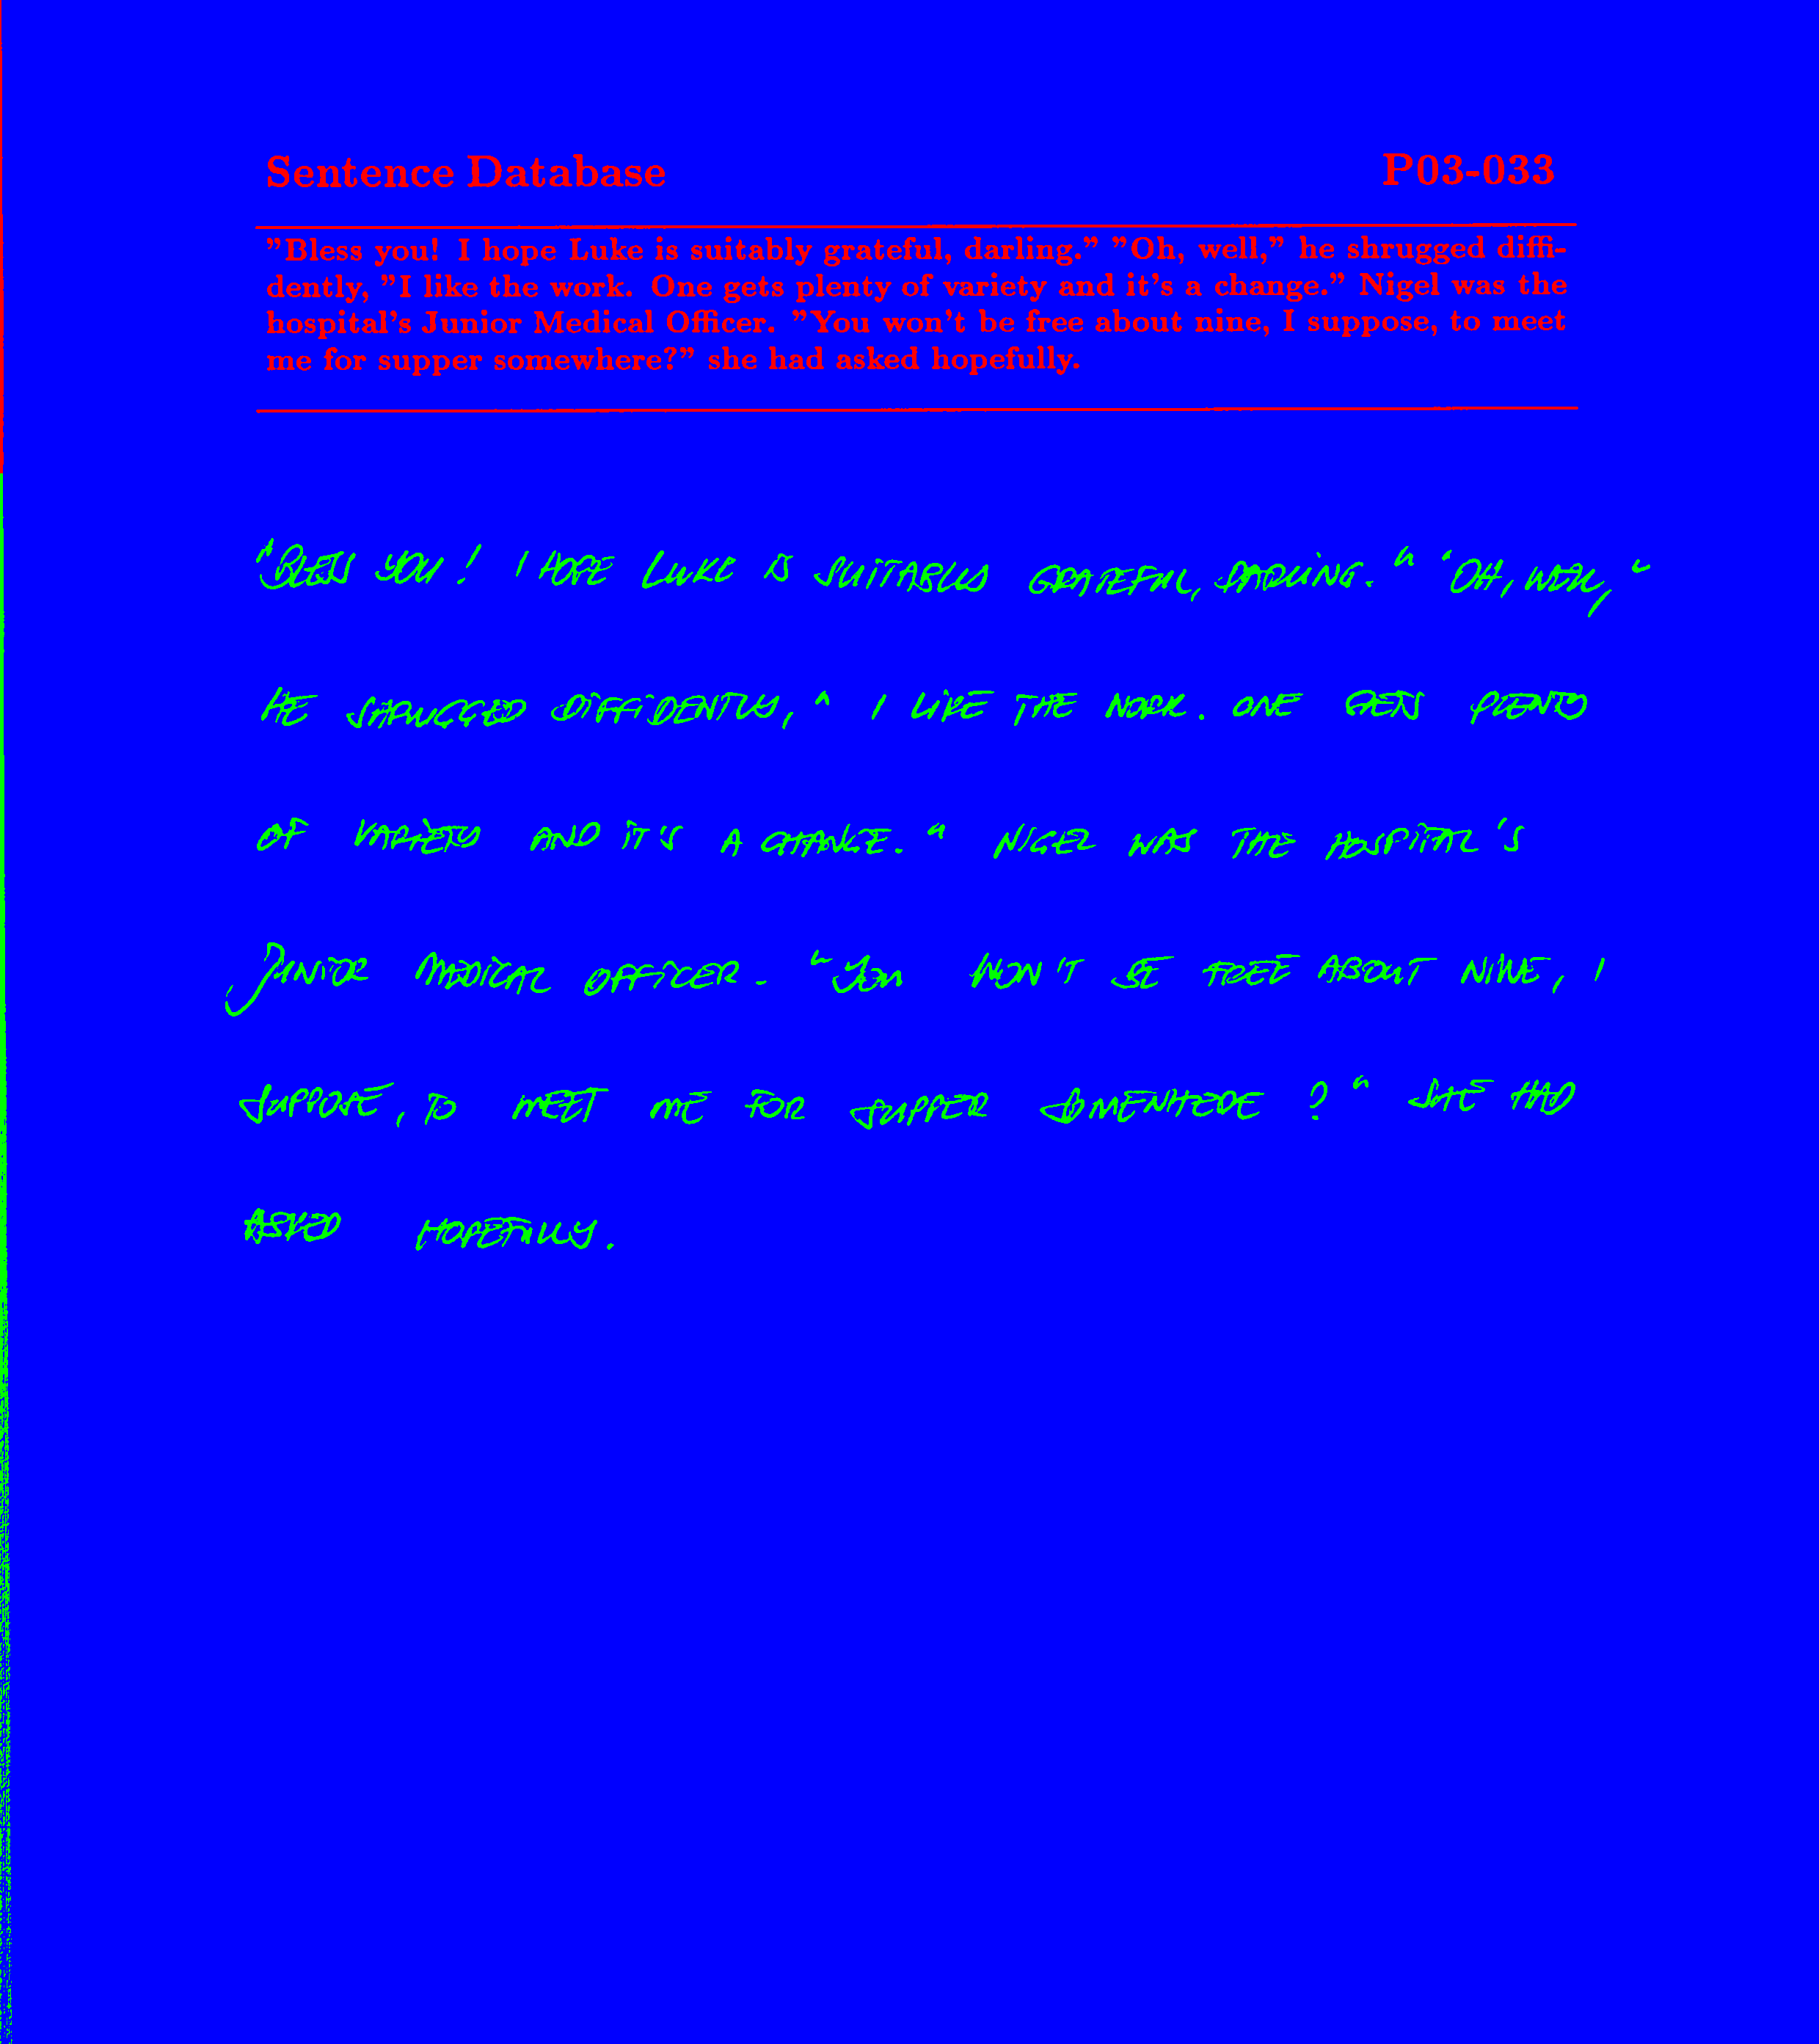 Sentence Database P03-033
"Bless you! I hope Luke is suitably grateful, darling." "Oh, well," he shrugged diffi-
dently, "I like the work. One gets plenty of variety and it's a change." Nigel was the
hospital's Junior Medical Officer. "You won't be free about nine, I suppose, to meet
me for supper somewhere?" she had asked hopefully.
"BLESS YOU! I HOPE LUKE IS SUITABLY GRATEFUL, DARLING." "OH, WELL,"
HE SHRUGGED DIFFIDENTLY, " I LIKE THE WORK. ONE GETS PLENTY
OF VARIETY AND IT'S A CHANGE." NIGEL WAS THE HOSPITAL'S
JUNIOR MEDICAL OFFICER. "YOU WON'T BE FREE ABOUT NINE, I
SUPPOSE, TO MEET ME FOR SUPPER SOMEWHERE?" SHE HAD
ASKED HOPEFULLY.